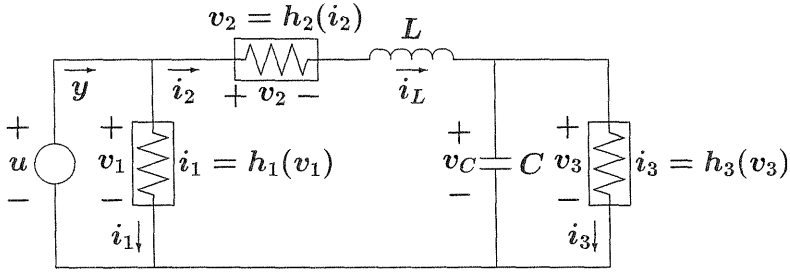 v₂ = h₂(i₂)
L
y
i₂
+ v₂ −
i_L
+
u
−
+
v₁
−
i₁ = h₁(v₁)
i₁
+
v_C
−
C
+
v₃
−
i₃ = h₃(v₃)
i₃